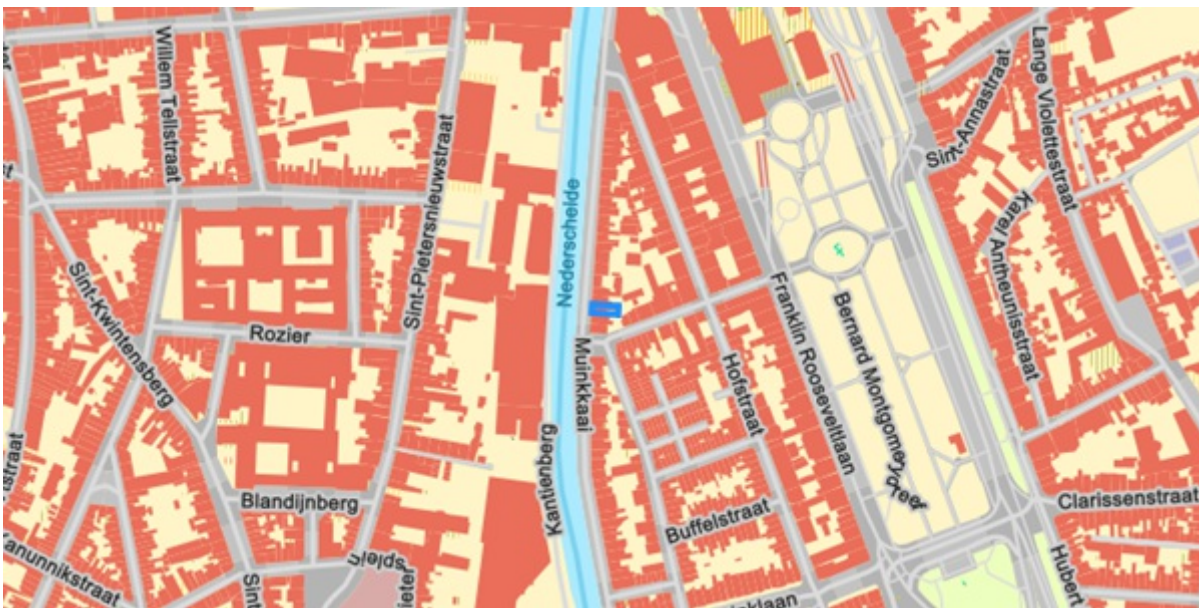 Willem Tellstraat
Sint-Pietersnieuwstraat
Nederschelde
Sint-Annastraat
Lange Violettestraat
Karel Antheunisstraat
Sint-Kwintensberg
Rozier
Muinkkaai
Hofstraat
Franklin Rooseveltlaan
Bernard Montgomerydreef
Kantienberg
Blandijnberg
Buffelstraat
Clarissenstraat
Hubert
Sint